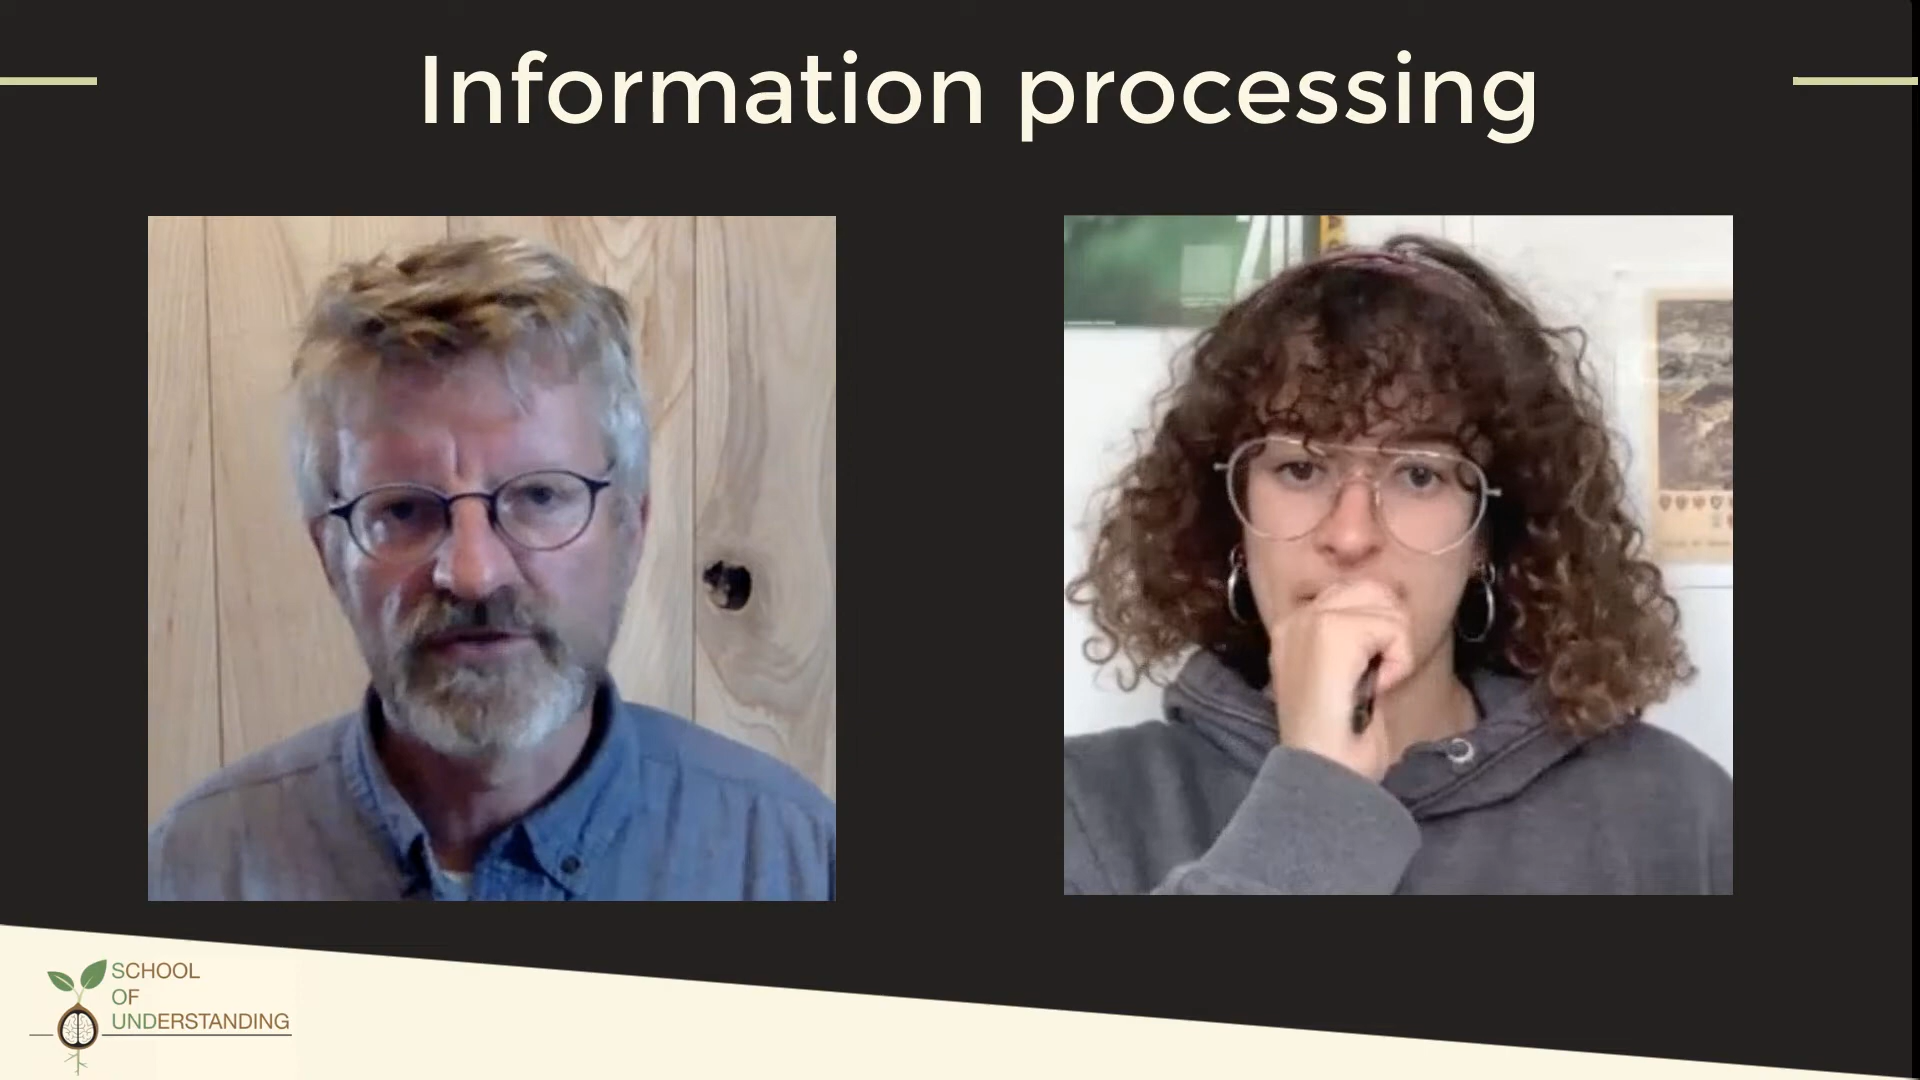 Information processing
SCHOOL
OF
UNDERSTANDING